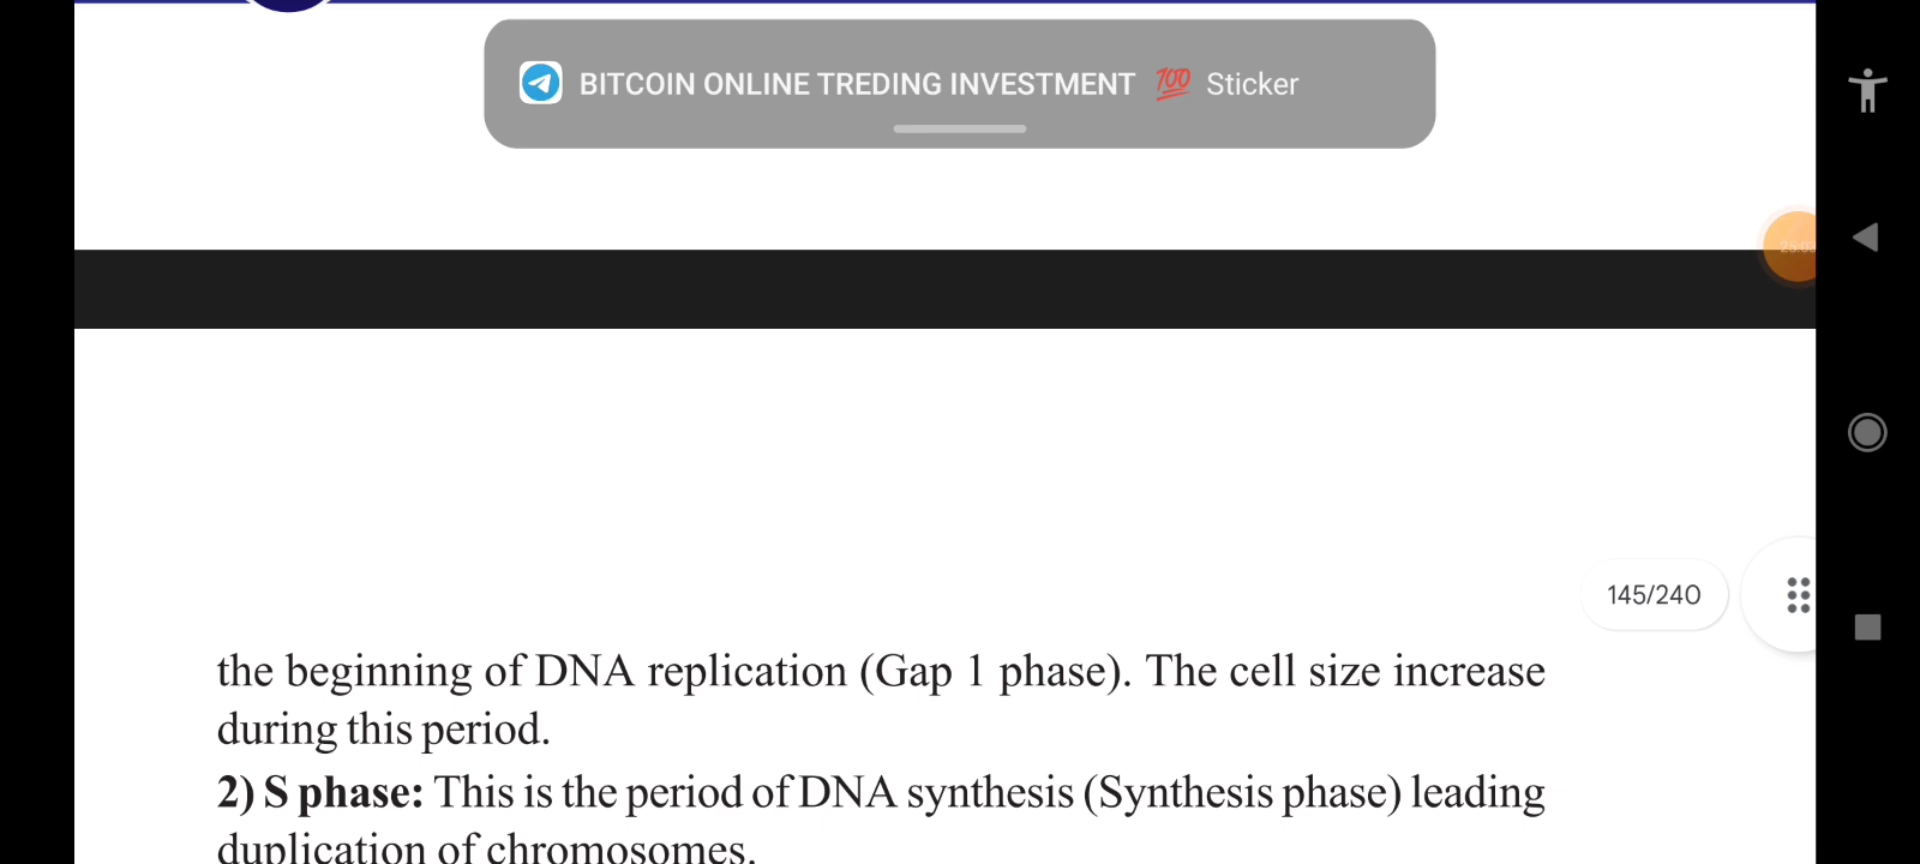 BITCOIN ONLINE TREDING INVESTMENT 💯 Sticker
145/240
the beginning of DNA replication (Gap 1 phase). The cell size increase
during this period.
2) S phase: This is the period of DNA synthesis (Synthesis phase) leading
duplication of chromosomes.